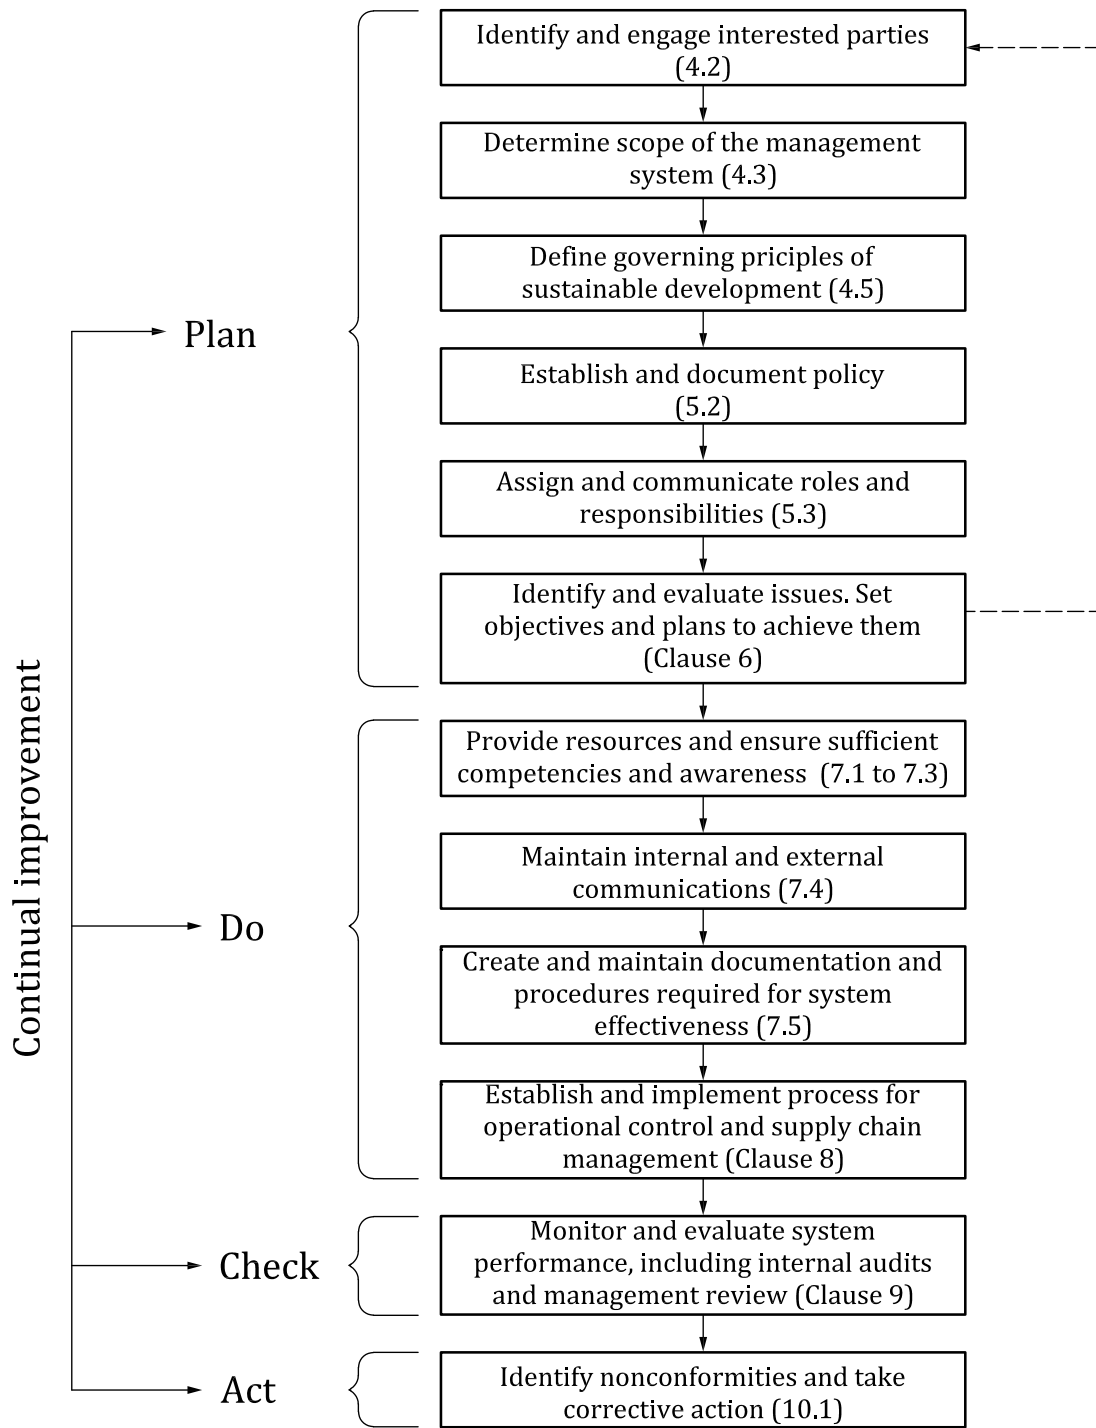 Identify and engage interested parties
(4.2)
Determine scope of the management
system (4.3)
Define governing priciples of
sustainable development (4.5)
Plan
Establish and document policy
(5.2)
Assign and communicate roles and
responsibilities (5.3)
Identify and evaluate issues. Set
objectives and plans to achieve them
(Clause 6)
Continual improvement
Provide resources and ensure sufficient
competencies and awareness (7.1 to 7.3)
Maintain internal and external
communications (7.4)
Do
Create and maintain documentation and
procedures required for system
effectiveness (7.5)
Establish and implement process for
operational control and supply chain
management (Clause 8)
Check
Monitor and evaluate system
performance, including internal audits
and management review (Clause 9)
Act
Identify nonconformities and take
corrective action (10.1)